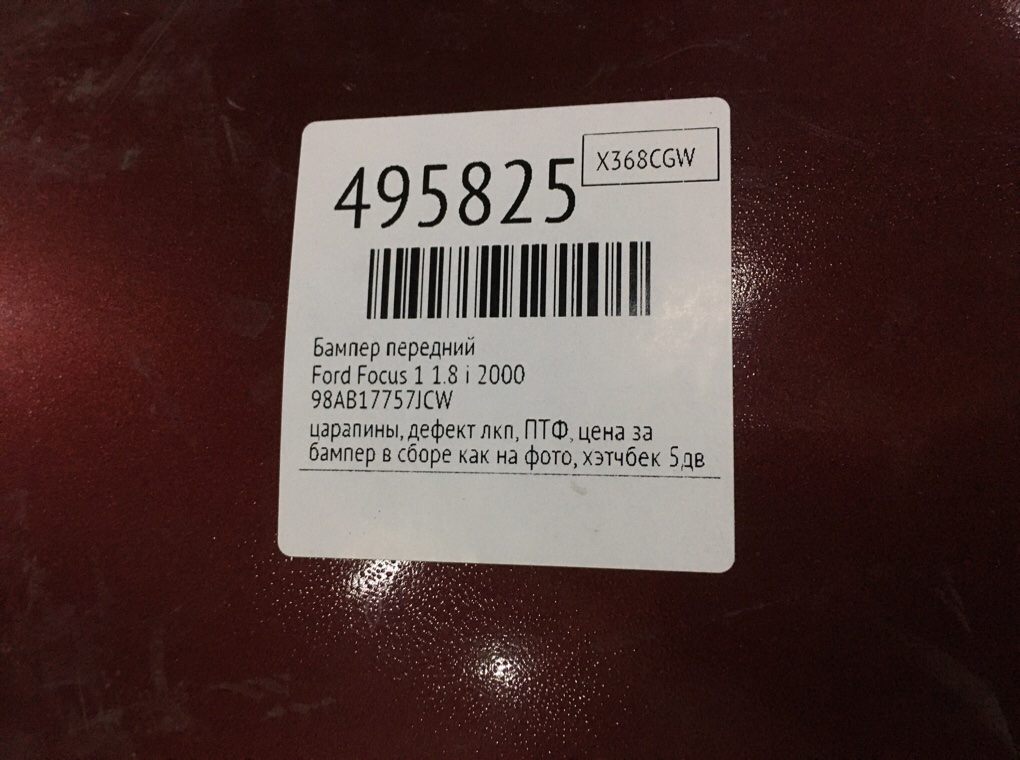 495825
X368CGW
Бампер передний
Ford Focus 1 1.8 i 2000
98AB17757JCW
царапины, дефект лкп, ПТФ, цена за
бампер в сборе как на фото, хэтчбек 5дв